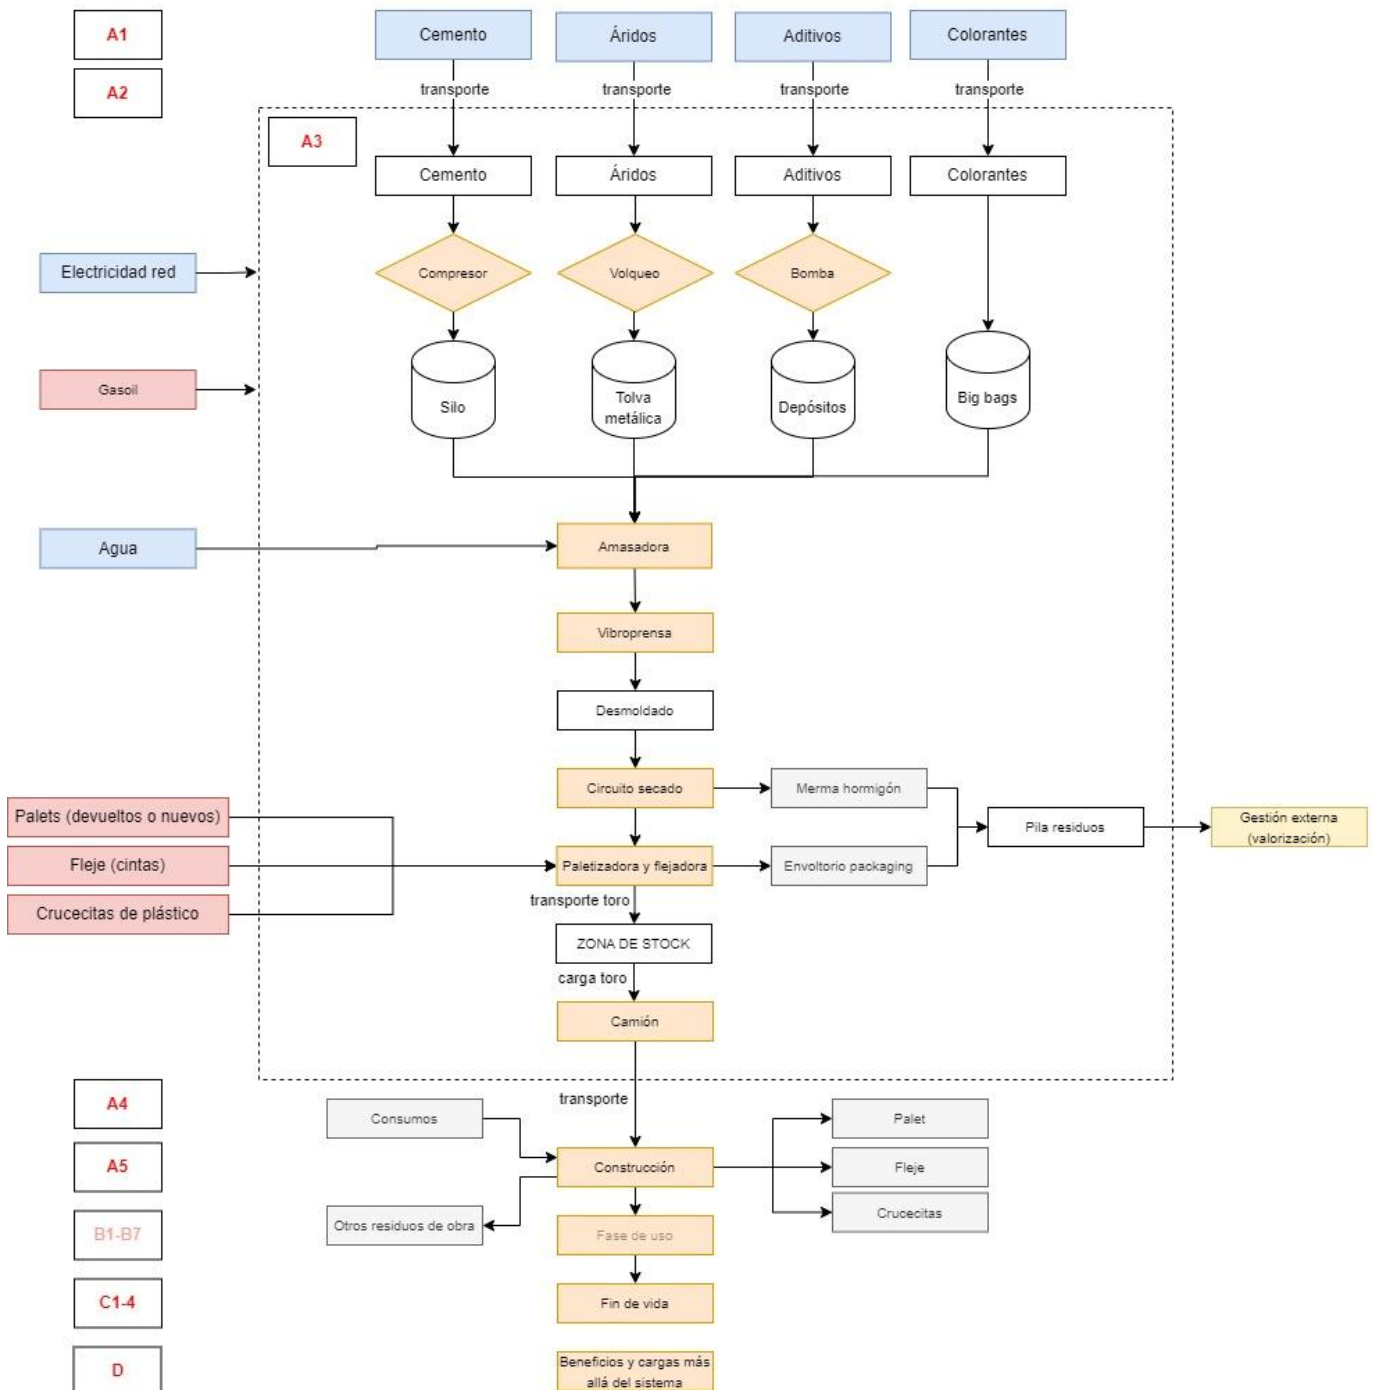 A1
Cemento
Áridos
Aditivos
Colorantes
A2
transporte
transporte
transporte
transporte
A3
Cemento
Áridos
Aditivos
Colorantes
Electricidad red
Compresor
Volqueo
Bomba
Gasoil
Silo
Tolva
metálica
Depósitos
Big bags
Agua
Amasadora
Vibroprensa
Desmoldado
Circuito secado
Merma hormigón
Palets (devueltos o nuevos)
Pila residuos
Gestión externa
(valorización)
Fleje (cintas)
Paletizadora y flejadora
Envoltorio packaging
transporte toro
Crucecitas de plástico
ZONA DE STOCK
carga toro
Camión
A4
transporte
Consumos
Palet
A5
Construcción
Fleje
Crucecitas
B1-B7
Otros residuos de obra
Fase de uso
C1-4
Fin de vida
D
Beneficios y cargas más
allá del sistema